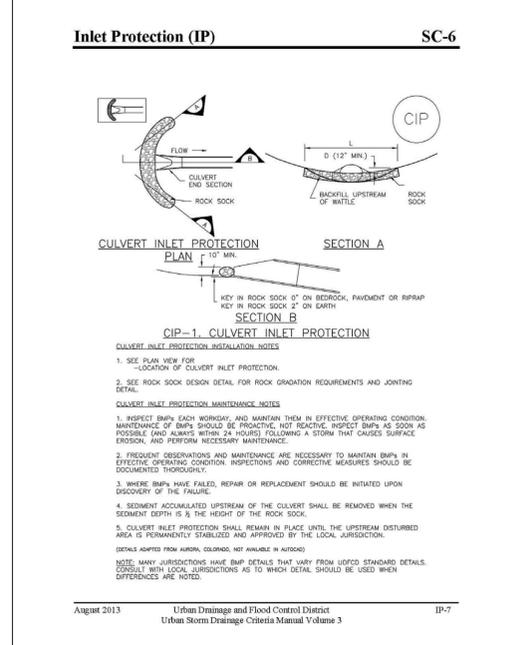 Inlet Protection (IP) SC-6
CIP
A
FLOW
B
CULVERT
END SECTION
ROCK SOCK
A
L
D (12" MIN.)
BACKFILL UPSTREAM
OF WATTLE
ROCK
SOCK
CULVERT INLET PROTECTION
PLAN
SECTION A
10" MIN.
KEY IN ROCK SOCK 0" ON BEDROCK, PAVEMENT OR RIPRAP
KEY IN ROCK SOCK 2" ON EARTH
SECTION B
CIP-1. CULVERT INLET PROTECTION
CULVERT INLET PROTECTION INSTALLATION NOTES
1. SEE PLAN VIEW FOR
-LOCATION OF CULVERT INLET PROTECTION.
2. SEE ROCK SOCK DESIGN DETAIL FOR ROCK GRADATION REQUIREMENTS AND JOINTING
DETAIL.
CULVERT INLET PROTECTION MAINTENANCE NOTES
1. INSPECT BMPs EACH WORKDAY, AND MAINTAIN THEM IN EFFECTIVE OPERATING CONDITION.
MAINTENANCE OF BMPs SHOULD BE PROACTIVE, NOT REACTIVE. INSPECT BMPs AS SOON AS
POSSIBLE (AND ALWAYS WITHIN 24 HOURS) FOLLOWING A STORM THAT CAUSES SURFACE
EROSION, AND PERFORM NECESSARY MAINTENANCE.
2. FREQUENT OBSERVATIONS AND MAINTENANCE ARE NECESSARY TO MAINTAIN BMPs IN
EFFECTIVE OPERATING CONDITION. INSPECTIONS AND CORRECTIVE MEASURES SHOULD BE
DOCUMENTED THOROUGHLY.
3. WHERE BMPs HAVE FAILED, REPAIR OR REPLACEMENT SHOULD BE INITIATED UPON
DISCOVERY OF THE FAILURE.
4. SEDIMENT ACCUMULATED UPSTREAM OF THE CULVERT SHALL BE REMOVED WHEN THE
SEDIMENT DEPTH IS ½ THE HEIGHT OF THE ROCK SOCK.
5. CULVERT INLET PROTECTION SHALL REMAIN IN PLACE UNTIL THE UPSTREAM DISTURBED
AREA IS PERMANENTLY STABILIZED AND APPROVED BY THE LOCAL JURISDICTION.
(DETAILS ADAPTED FROM AURORA, COLORADO, NOT AVAILABLE IN AUTOCAD)
NOTE: MANY JURISDICTIONS HAVE BMP DETAILS THAT VARY FROM UDFCD STANDARD DETAILS.
CONSULT WITH LOCAL JURISDICTIONS AS TO WHICH DETAIL SHOULD BE USED WHEN
DIFFERENCES ARE NOTED.
August 2013 Urban Drainage and Flood Control District IP-7
Urban Storm Drainage Criteria Manual Volume 3